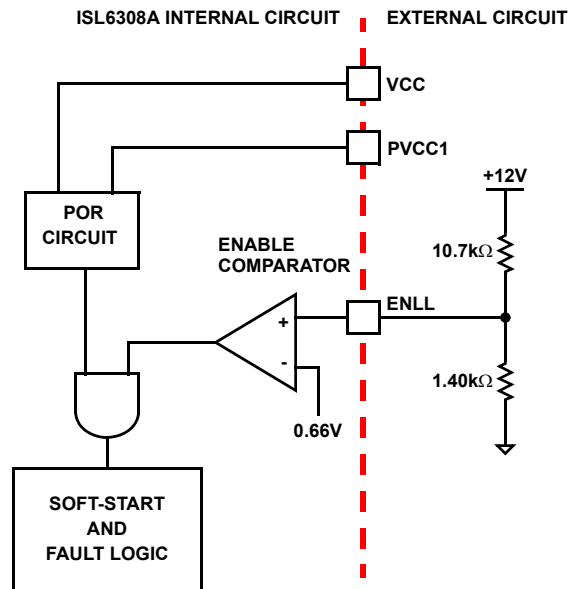 ISL6308A INTERNAL CIRCUIT
EXTERNAL CIRCUIT
VCC
PVCC1
+12V
POR
CIRCUIT
10.7kΩ
ENABLE
COMPARATOR
ENLL
+
-
1.40kΩ
0.66V
SOFT-START
AND
FAULT LOGIC